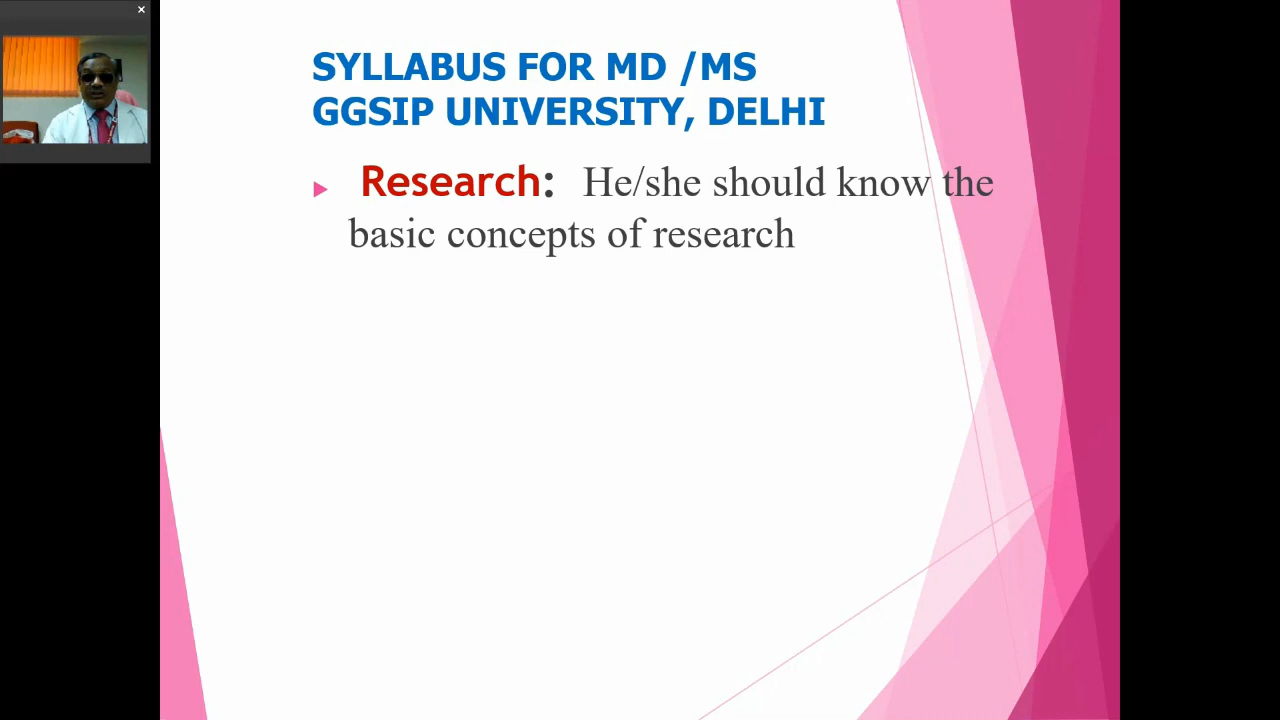 SYLLABUS FOR MD /MS
GGSIP UNIVERSITY, DELHI
Research: He/she should know the
basic concepts of research